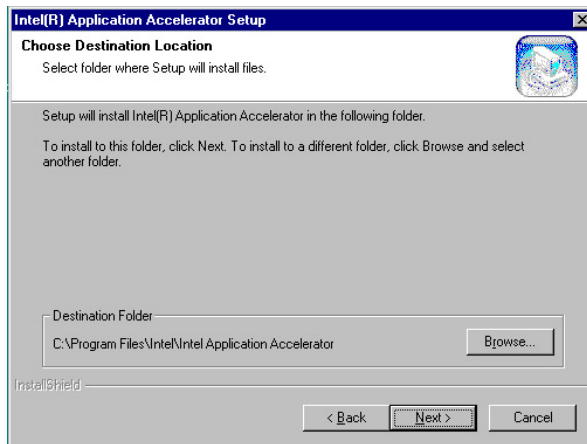 Intel(R) Application Accelerator Setup
Choose Destination Location
Select folder where Setup will install files.
Setup will install Intel(R) Application Accelerator in the following folder.
To install to this folder, click Next. To install to a different folder, click Browse and select
another folder.
Destination Folder
C:\Program Files\Intel\Intel Application Accelerator
Browse...
InstallShield
< Back
Next >
Cancel